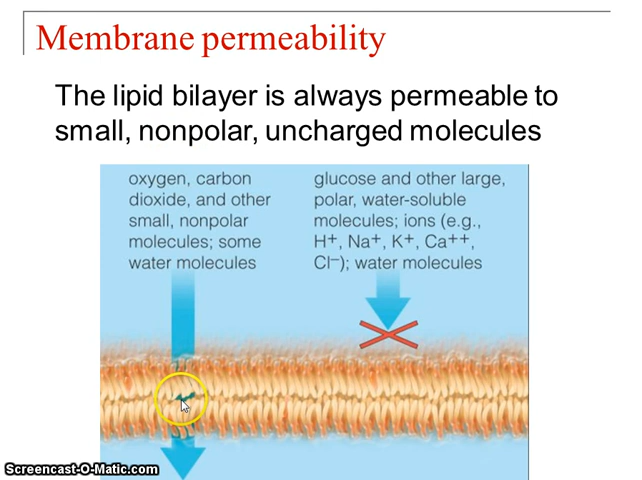 Membrane permeability
The lipid bilayer is always permeable to
small, nonpolar, uncharged molecules
oxygen, carbon
dioxide, and other
small, nonpolar
molecules; some
water molecules
glucose and other large,
polar, water-soluble
molecules; ions (e.g.,
H+, Na+, K+, Ca++,
Cl–); water molecules
Screencast-O-Matic.com